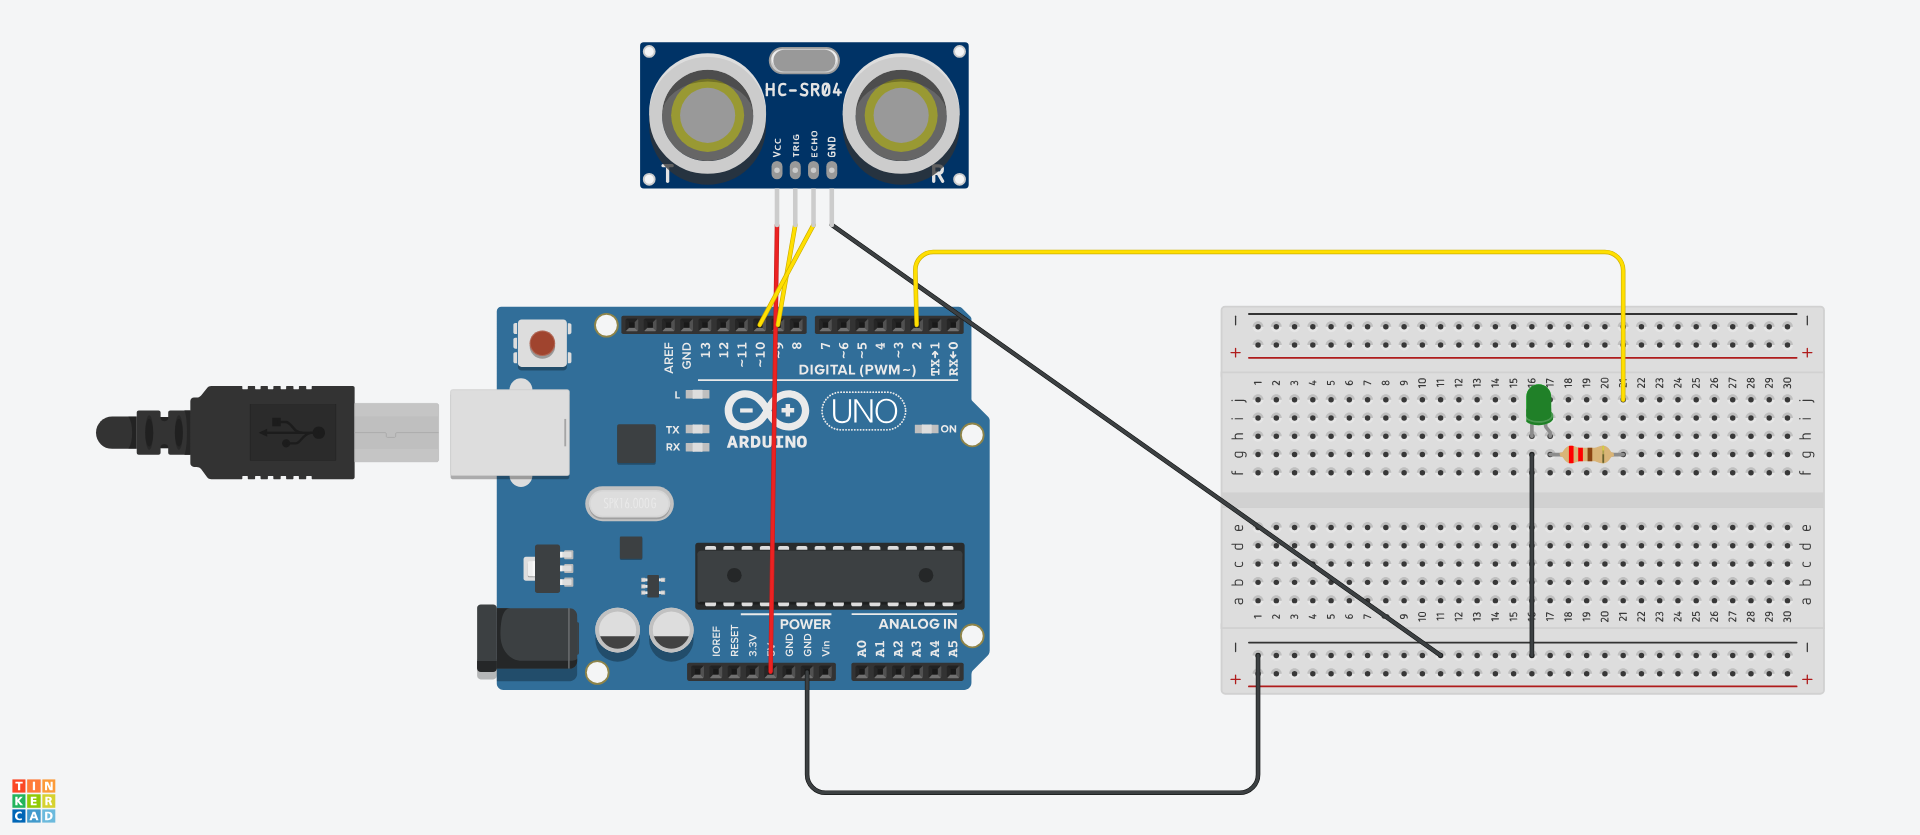 HC-SR04
Vcc
TRIG
ECHO
GND
T
R
AREF
GND
13
12
~11
~10
~9
8
7
~6
~5
4
~3
2
TX→1
RX←0
DIGITAL (PWM~)
L
TX
RX
ARDUINO
UNO
ON
SPK16.000G
POWER
ANALOG IN
IOREF
RESET
3.3V
GND
GND
Vin
A0
A1
A2
A3
A4
A5
1 2 3 4 5 6 7 8 9 10 11 12 13 14 15 16 17 18 19 20 21 22 23 24 25 26 27 28 29 30
j j
i i
h h
g g
f f
e e
d d
c c
b b
a a
1 2 3 4 5 6 7 8 9 10 11 12 13 14 15 16 17 18 19 20 21 22 23 24 25 26 27 28 29 30
TIN
KER
CAD